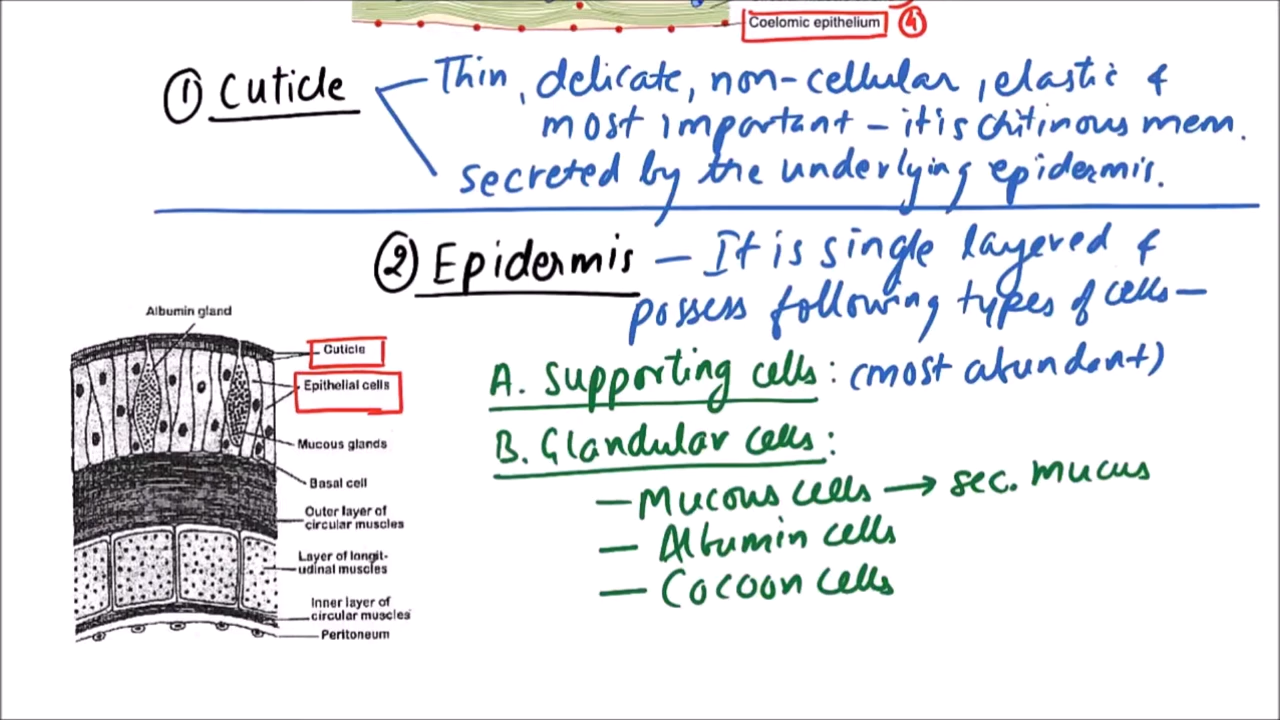 Coelomic epithelium 4
① Cuticle
Thin, delicate, non-cellular, elastic &
most important - it is chitinous mem.
secreted by the underlying epidermis.
② Epidermis - It is single layered &
possess following types of cells-
A. Supporting cells: (most abundant)
B. Glandular cells:
- Mucous cells → sec. mucus
- Albumin cells
- Cocoon cells
Albumin gland
Cuticle
Epithelial cells
Mucous glands
Basal cell
Outer layer of
circular muscles
Layer of longit-
udinal muscles
Inner layer of
circular muscles
Peritoneum